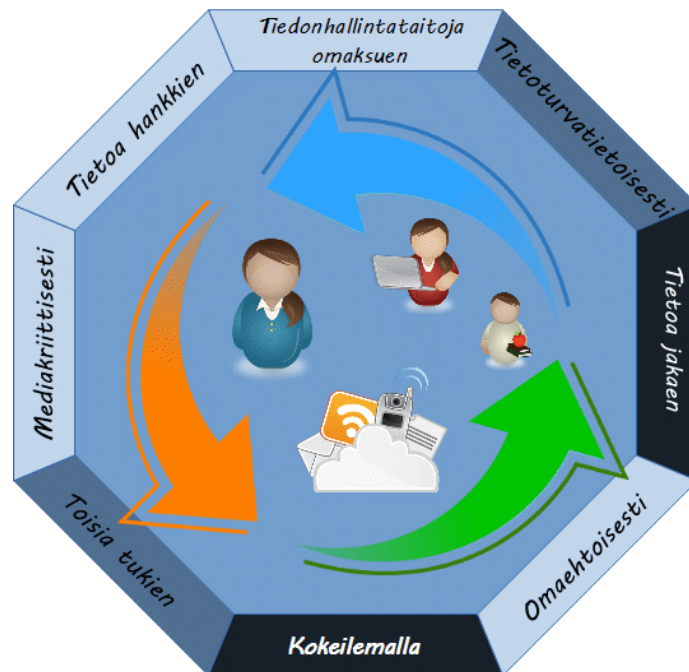 Tiedonhallintataitoja
omaksuen
Tietoturvatietoisesti
Tietoa jakaen
Omaehtoisesti
Kokeilemalla
Toisia tukien
Mediakriittisesti
Tietoa hankkien